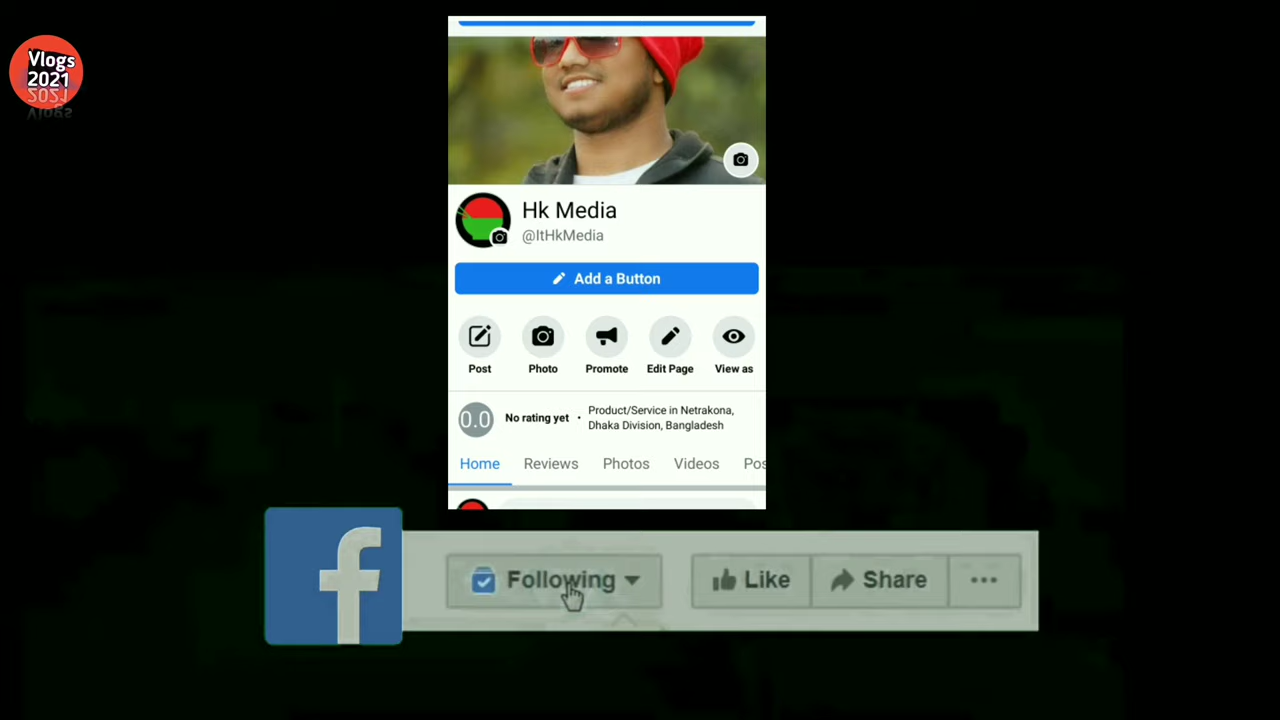 Vlogs
2021
Hk Media
@ItHkMedia
Add a Button
Post Photo Promote Edit Page View as
0.0 No rating yet • Product/Service in Netrakona,
Dhaka Division, Bangladesh
Home Reviews Photos Videos Pos
f Following Like Share